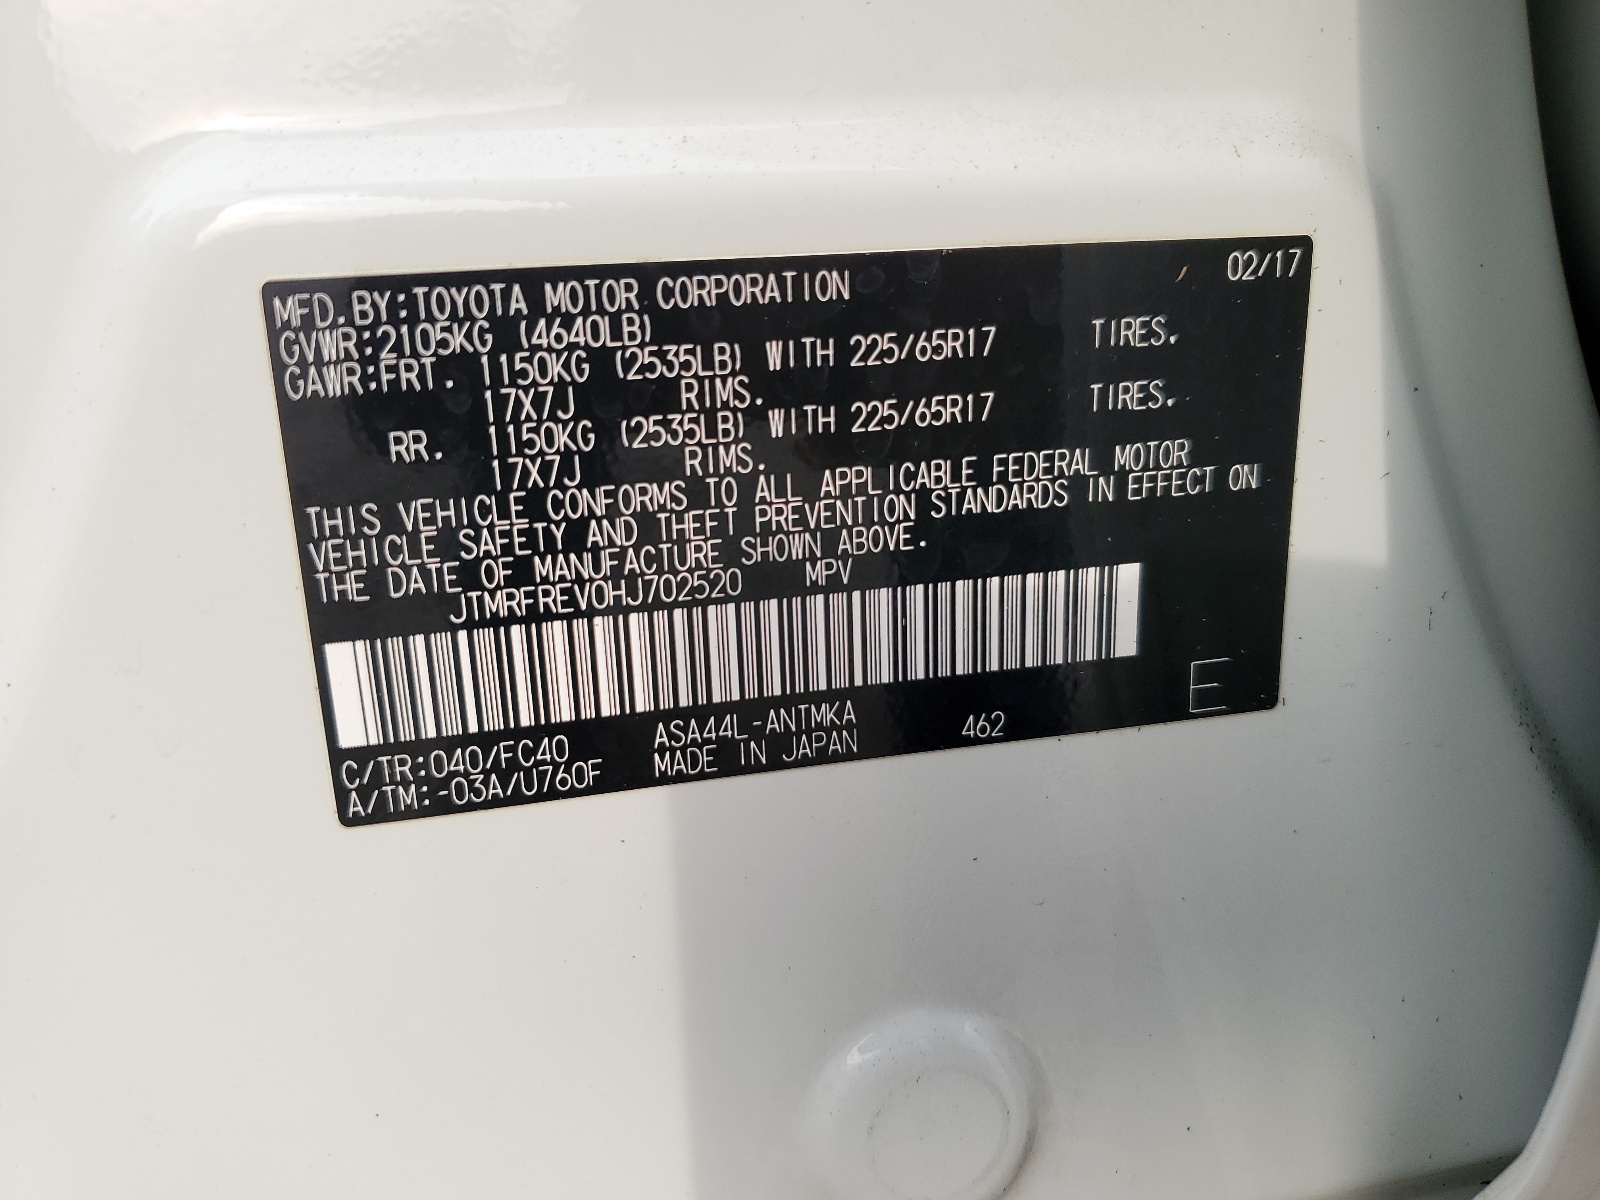 02/17
MFD. BY: TOYOTA MOTOR CORPORATION
GVWR: 2105KG (4640LB)
GAWR: FRT. 1150KG (2535LB) WITH 225/65R17 TIRES.
17X7J RIMS.
RR. 1150KG (2535LB) WITH 225/65R17 TIRES.
17X7J RIMS.
THIS VEHICLE CONFORMS TO ALL APPLICABLE FEDERAL MOTOR
VEHICLE SAFETY AND THEFT PREVENTION STANDARDS IN EFFECT ON
THE DATE OF MANUFACTURE SHOWN ABOVE.
JTMRFREV0HJ702520 MPV
C/TR: 040/FC40 ASA44L-ANTMKA 462 E
A/TM: -03A/U760F MADE IN JAPAN